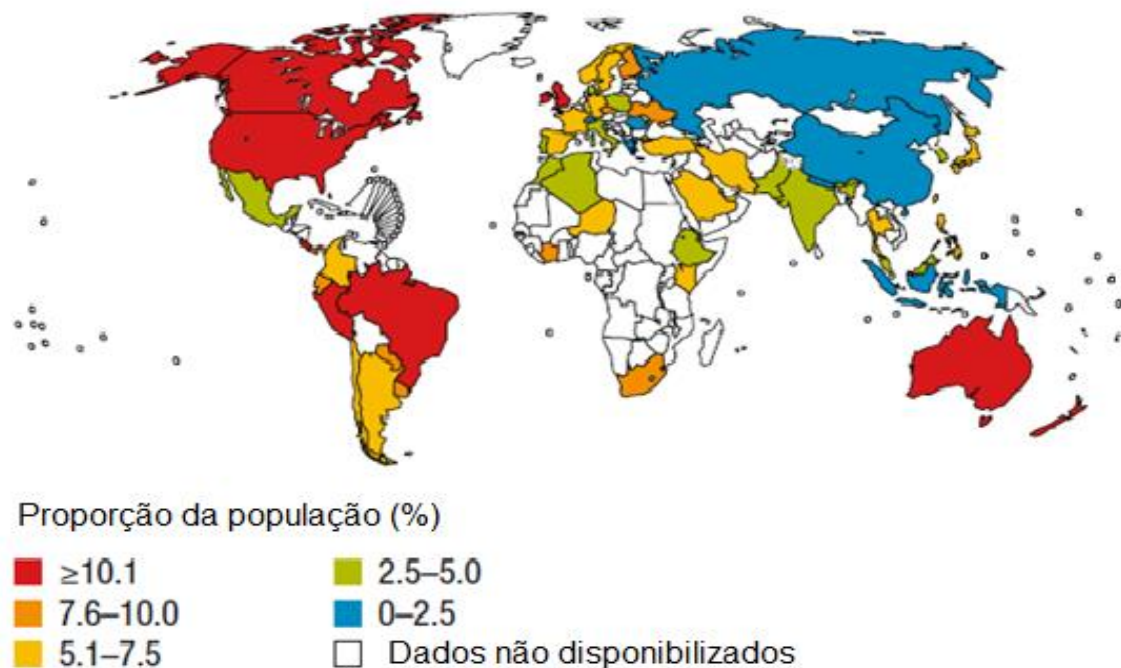 Proporção da população (%)
≥10.1
7.6–10.0
5.1–7.5
2.5–5.0
0–2.5
Dados não disponibilizados